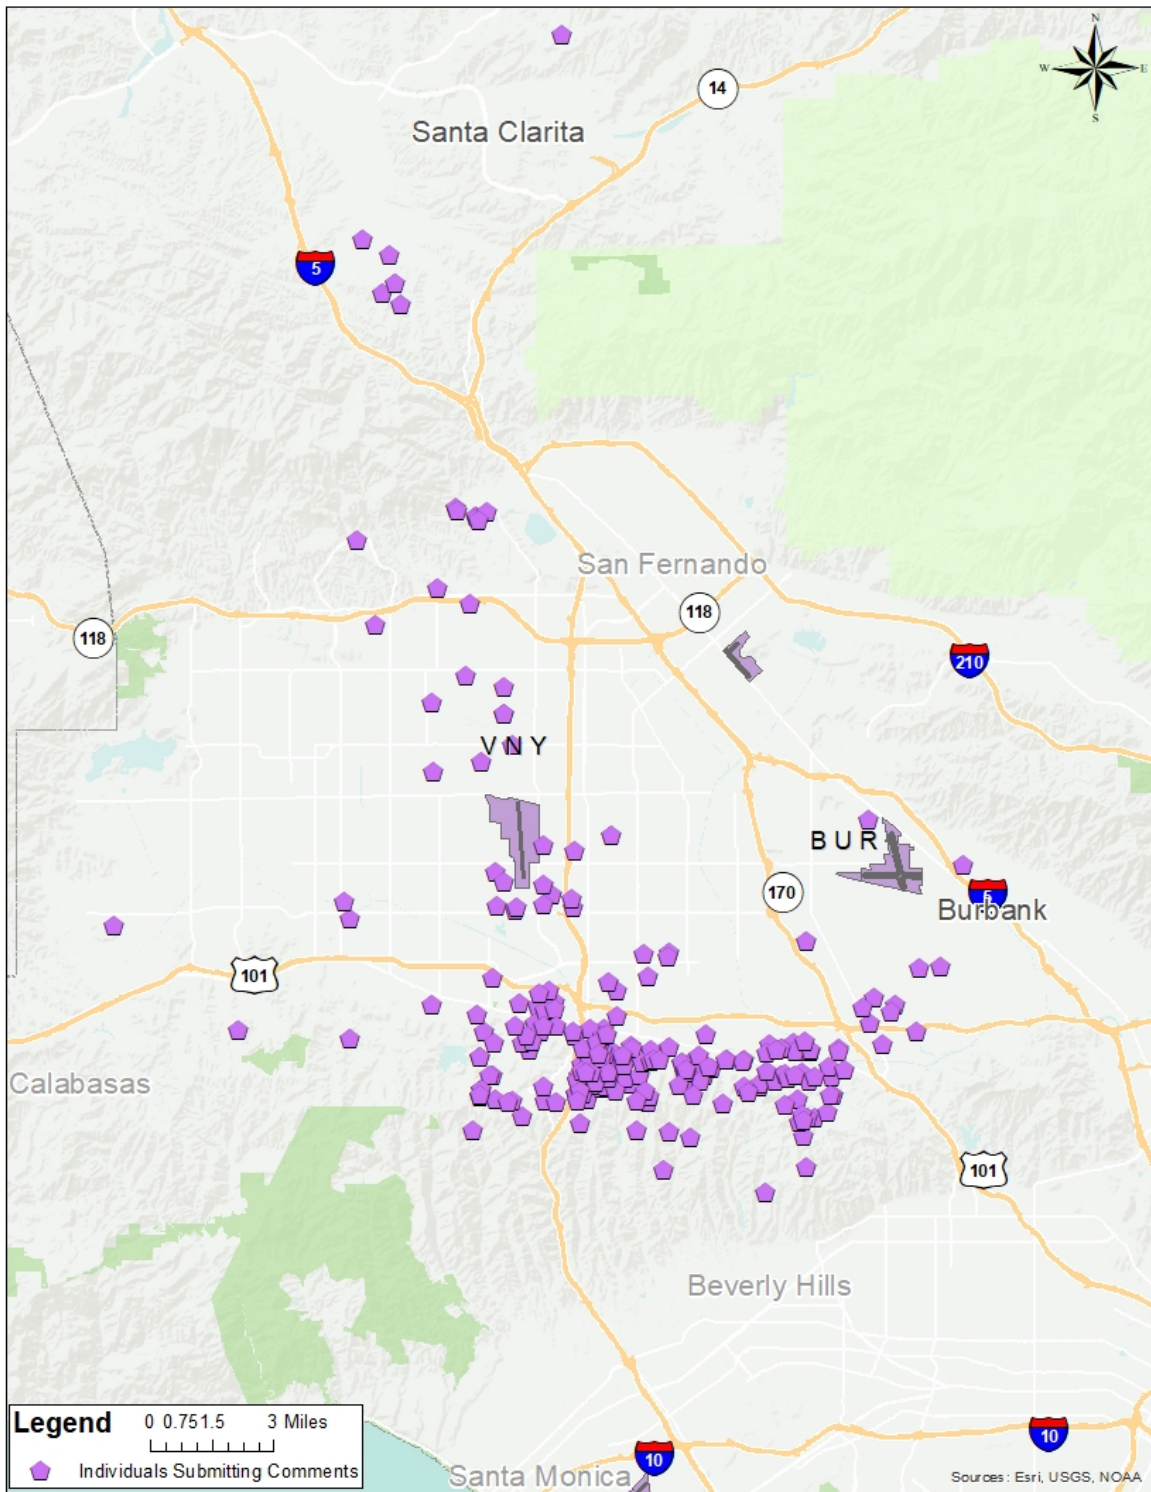 N
W E
S
14
Santa Clarita
5
San Fernando
118
118
210
VNY
BUR
170
5
Burbank
101
Calabasas
101
Beverly Hills
Legend
0 0.75 1.5 3 Miles
Individuals Submitting Comments
10
10
Santa Monica
Sources: Esri, USGS, NOAA